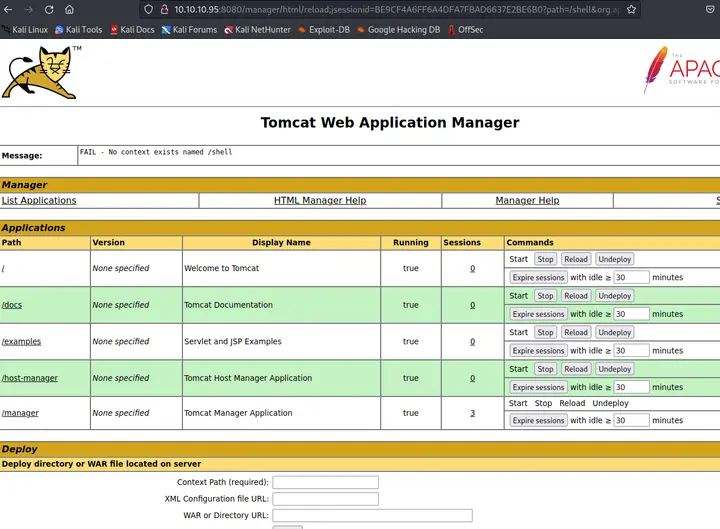 10.10.10.95:8080/manager/html/reload;jsessionid=BE9CF4A6FF6A4DFA7FBAD6637E2BE6B0?path=/shell&org.a
Kali Linux Kali Tools Kali Docs Kali Forums Kali NetHunter Exploit-DB Google Hacking DB OffSec
TM
THE
APAC
SOFTWARE FO
Tomcat Web Application Manager
Message: FAIL - No context exists named /shell
Manager
List Applications HTML Manager Help Manager Help S
Applications
Path Version Display Name Running Sessions Commands
/ None specified Welcome to Tomcat true 0 Start Stop Reload Undeploy
Expire sessions with idle ≥ 30 minutes
/docs None specified Tomcat Documentation true 0 Start Stop Reload Undeploy
Expire sessions with idle ≥ 30 minutes
/examples None specified Servlet and JSP Examples true 0 Start Stop Reload Undeploy
Expire sessions with idle ≥ 30 minutes
/host-manager None specified Tomcat Host Manager Application true 0 Start Stop Reload Undeploy
Expire sessions with idle ≥ 30 minutes
/manager None specified Tomcat Manager Application true 3 Start Stop Reload Undeploy
Expire sessions with idle ≥ 30 minutes
Deploy
Deploy directory or WAR file located on server
Context Path (required):
XML Configuration file URL:
WAR or Directory URL: